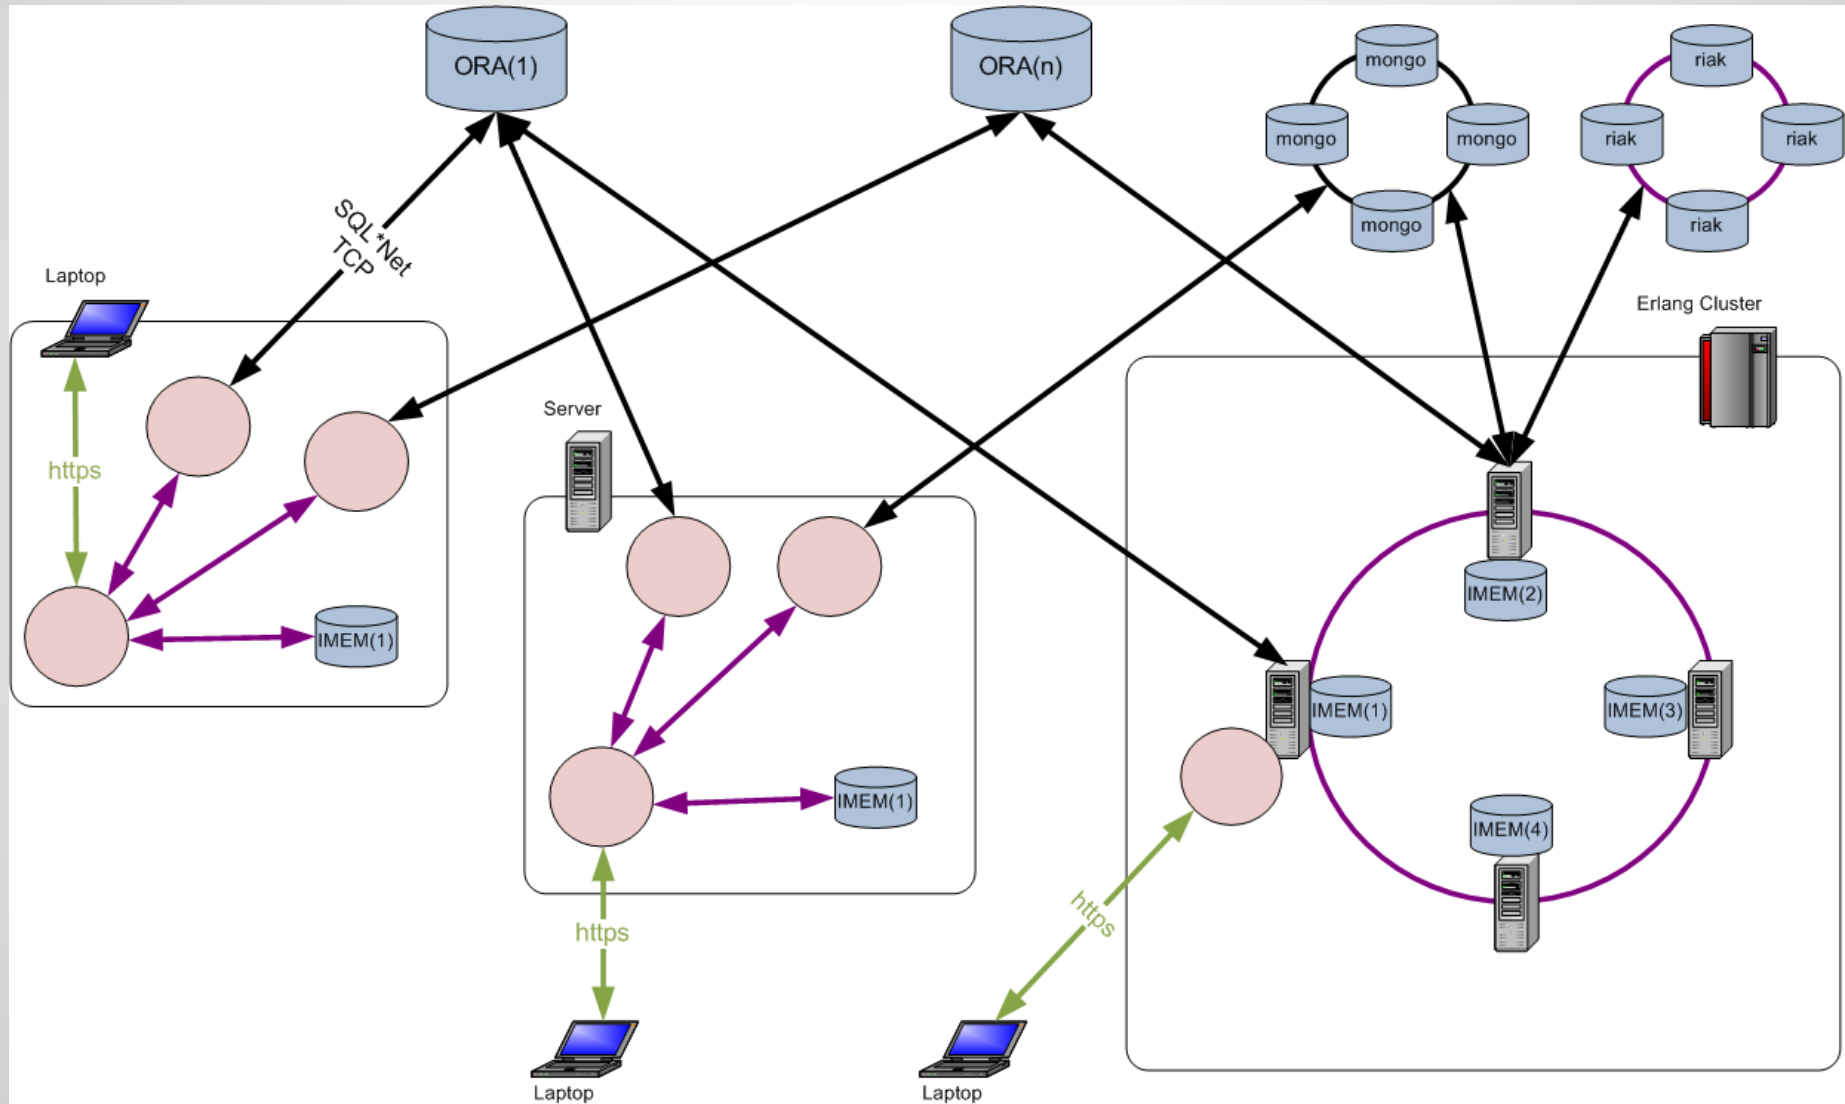 ORA(1)
ORA(n)
mongo
riak
mongo
mongo
riak
riak
mongo
riak
SQL*Net
TCP
Laptop
Erlang Cluster
Server
https
IMEM(2)
IMEM(1)
IMEM(1)
IMEM(3)
IMEM(1)
IMEM(4)
https
https
Laptop
Laptop